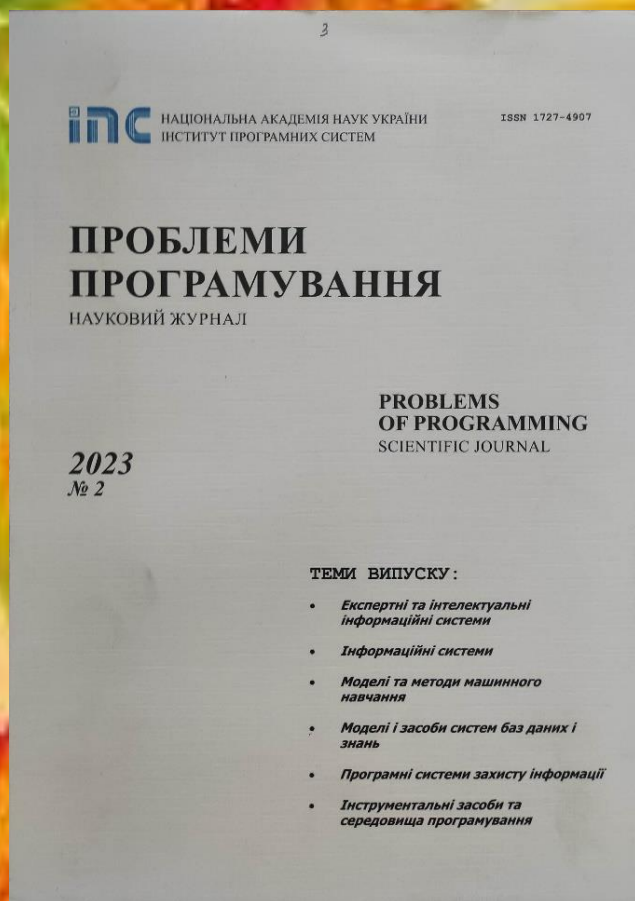 3
іпс НАЦІОНАЛЬНА АКАДЕМІЯ НАУК УКРАЇНИ
ІНСТИТУТ ПРОГРАМНИХ СИСТЕМ
ISSN 1727-4907
ПРОБЛЕМИ
ПРОГРАМУВАННЯ
НАУКОВИЙ ЖУРНАЛ
PROBLEMS
OF PROGRAMMING
SCIENTIFIC JOURNAL
2023
№ 2
ТЕМИ ВИПУСКУ:
• Експертні та інтелектуальні
інформаційні системи
• Інформаційні системи
• Моделі та методи машинного
навчання
• Моделі і засоби систем баз даних і
знань
• Програмні системи захисту інформації
• Інструментальні засоби та
середовища програмування